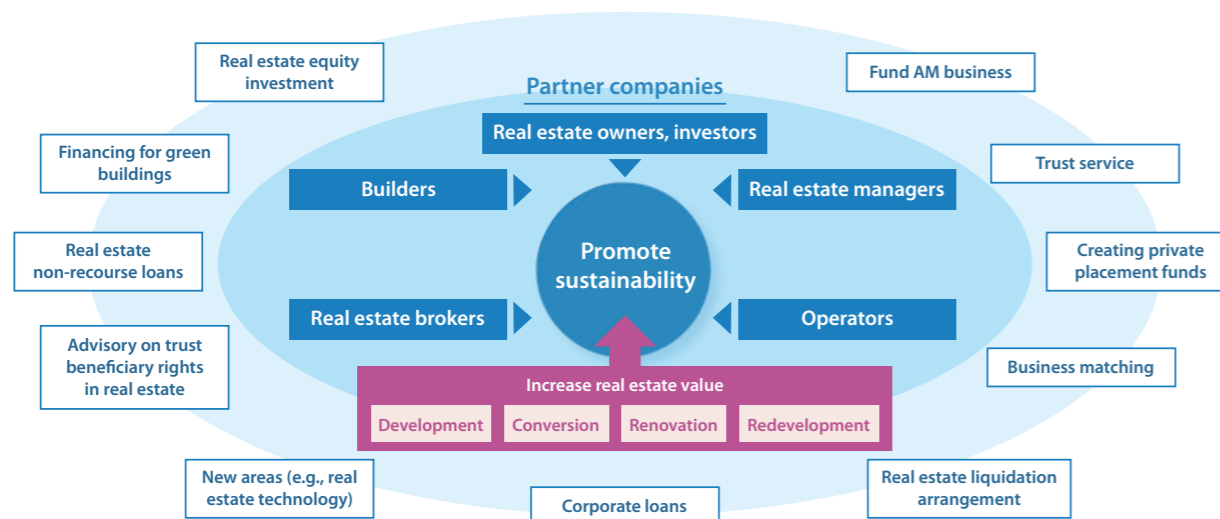 Real estate equity
investment
Fund AM business
Partner companies
Real estate owners, investors
Financing for green
buildings
Trust service
Builders
Real estate managers
Real estate
non-recourse loans
Promote
sustainability
Creating private
placement funds
Real estate brokers
Operators
Advisory on trust
beneficiary rights
in real estate
Business matching
Increase real estate value
Development
Conversion
Renovation
Redevelopment
New areas (e.g., real
estate technology)
Corporate loans
Real estate liquidation
arrangement